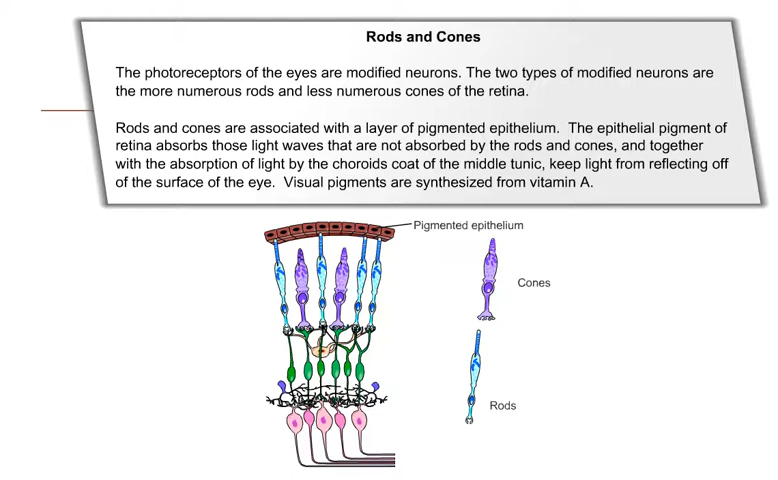 Rods and Cones
The photoreceptors of the eyes are modified neurons. The two types of modified neurons are
the more numerous rods and less numerous cones of the retina.
Rods and cones are associated with a layer of pigmented epithelium. The epithelial pigment of
retina absorbs those light waves that are not absorbed by the rods and cones, and together
with the absorption of light by the choroids coat of the middle tunic, keep light from reflecting off
of the surface of the eye. Visual pigments are synthesized from vitamin A.
Pigmented epithelium
Cones
Rods